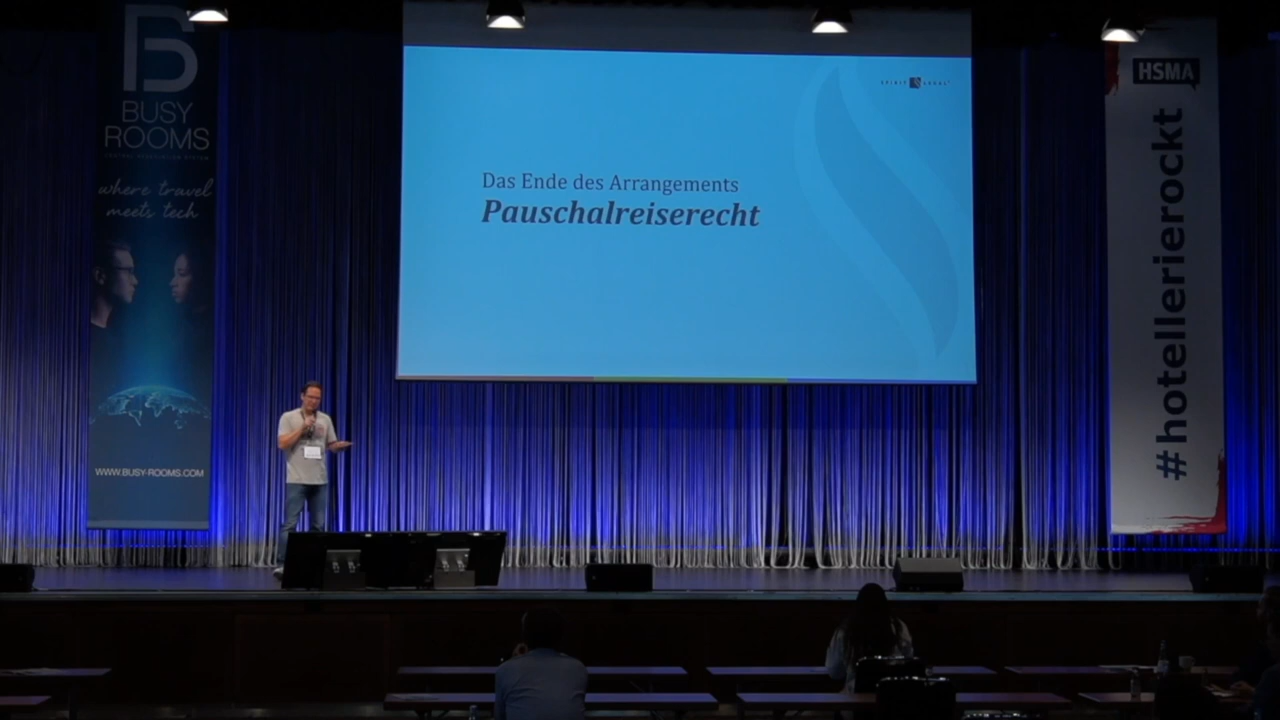 BUSY
ROOMS
where travel
meets tech
WWW.BUSY-ROOMS.COM
Das Ende des Arrangements
Pauschalreiserecht
HSMA
#hotellerierockt